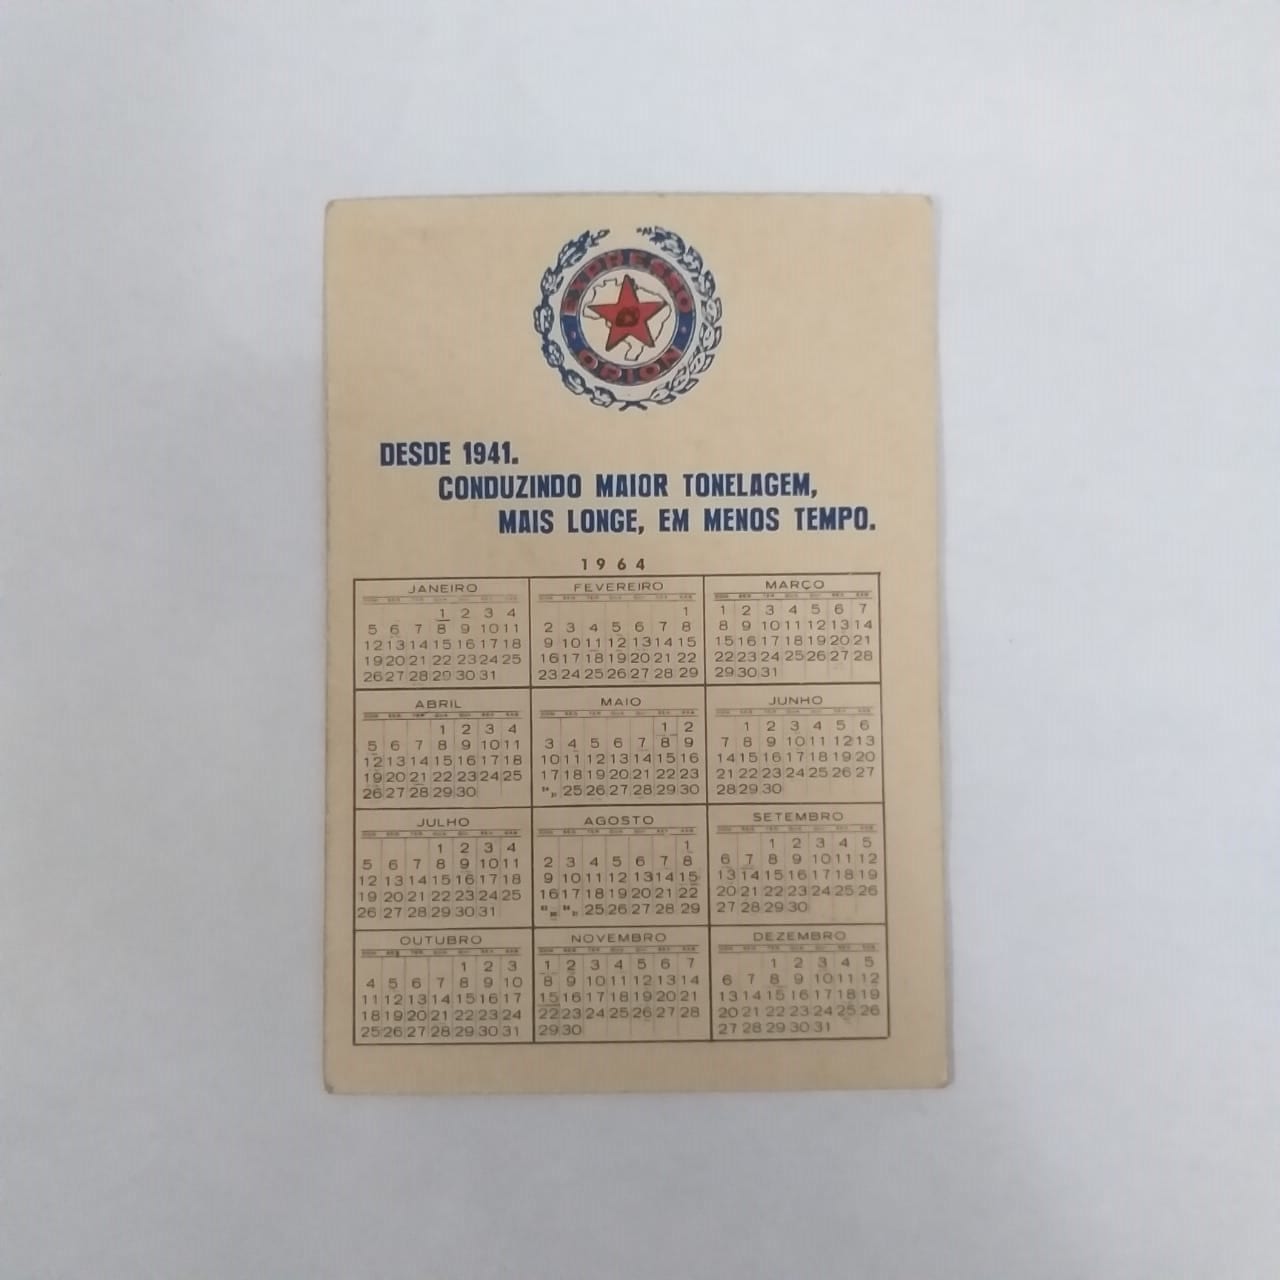 EXPRESSO
ORION
DESDE 1941.
CONDUZINDO MAIOR TONELAGEM,
MAIS LONGE, EM MENOS TEMPO.
1964
JANEIRO
1 2 3 4
5 6 7 8 9 10 11
12 13 14 15 16 17 18
19 20 21 22 23 24 25
26 27 28 29 30 31
FEVEREIRO
1
2 3 4 5 6 7 8
9 10 11 12 13 14 15
16 17 18 19 20 21 22
23 24 25 26 27 28 29
MARÇO
1 2 3 4 5 6 7
8 9 10 11 12 13 14
15 16 17 18 19 20 21
22 23 24 25 26 27 28
29 30 31
ABRIL
1 2 3 4
5 6 7 8 9 10 11
12 13 14 15 16 17 18
19 20 21 22 23 24 25
26 27 28 29 30
MAIO
1 2
3 4 5 6 7 8 9
10 11 12 13 14 15 16
17 18 19 20 21 22 23
24 31 25 26 27 28 29 30
JUNHO
1 2 3 4 5 6
7 8 9 10 11 12 13
14 15 16 17 18 19 20
21 22 23 24 25 26 27
28 29 30
JULHO
1 2 3 4
5 6 7 8 9 10 11
12 13 14 15 16 17 18
19 20 21 22 23 24 25
26 27 28 29 30 31
AGOSTO
1
2 3 4 5 6 7 8
9 10 11 12 13 14 15
16 17 18 19 20 21 22
23 30 24 31 25 26 27 28 29
SETEMBRO
1 2 3 4 5
6 7 8 9 10 11 12
13 14 15 16 17 18 19
20 21 22 23 24 25 26
27 28 29 30
OUTUBRO
1 2 3
4 5 6 7 8 9 10
11 12 13 14 15 16 17
18 19 20 21 22 23 24
25 26 27 28 29 30 31
NOVEMBRO
1 2 3 4 5 6 7
8 9 10 11 12 13 14
15 16 17 18 19 20 21
22 23 24 25 26 27 28
29 30
DEZEMBRO
1 2 3 4 5
6 7 8 9 10 11 12
13 14 15 16 17 18 19
20 21 22 23 24 25 26
27 28 29 30 31